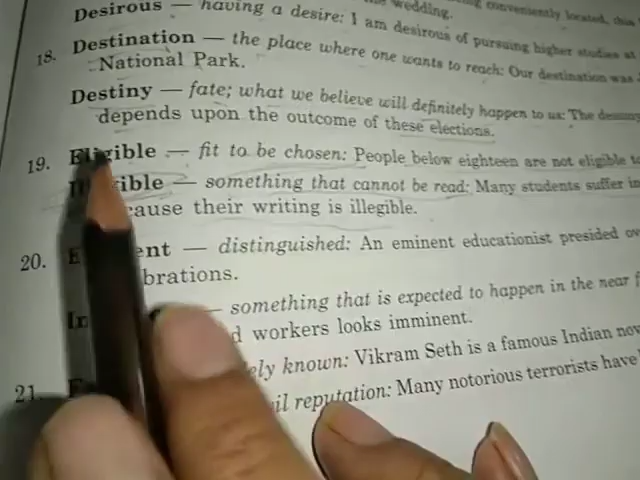 wedding.
conveniently located,
Desirous — having a desire: I am desirous of pursuing higher studies at
18. Destination — the place where one wants to reach: Our destination was
National Park.
Destiny — fate; what we believe will definitely happen to us: The
depends upon the outcome of these elections.
19. Eligible — fit to be chosen: People below eighteen are not eligible to
— something that cannot be read: Many students suffer in
their writing is illegible.
20. — distinguished: An eminent educationist presided
— something that is expected to happen in the near
workers looks imminent.
21. known: Vikram Seth is a famous Indian
reputation: Many notorious terrorists have